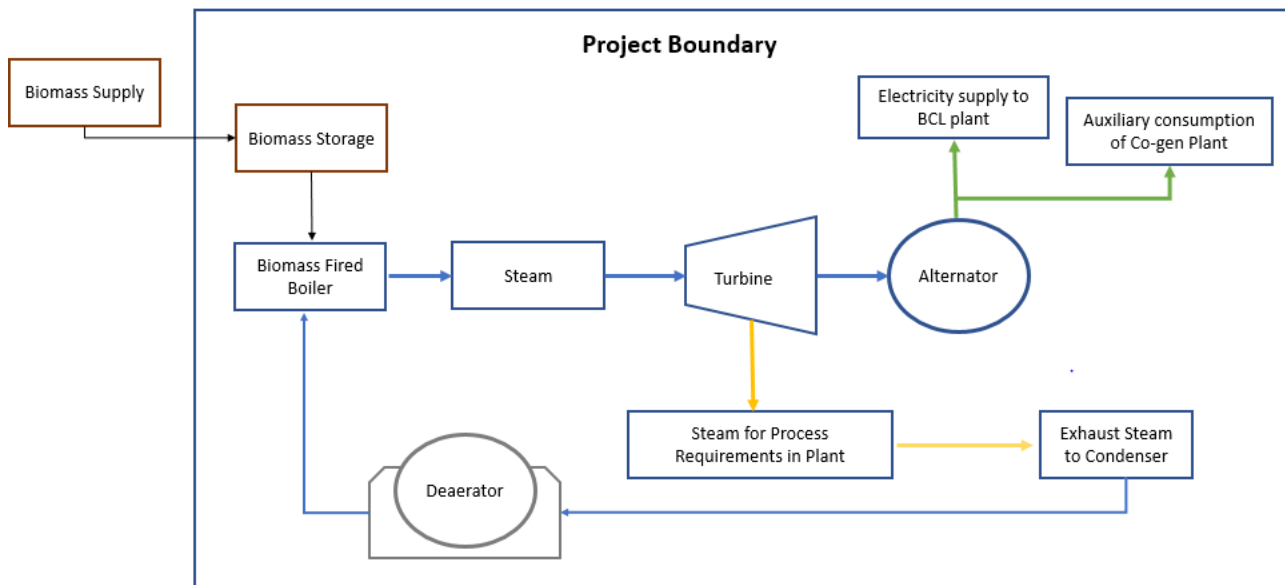 Project Boundary
Biomass Supply
Biomass Storage
Electricity supply to
BCL plant
Auxiliary consumption
of Co-gen Plant
Biomass Fired
Boiler
Steam
Turbine
Alternator
Steam for Process
Requirements in Plant
Exhaust Steam
to Condenser
Deaerator